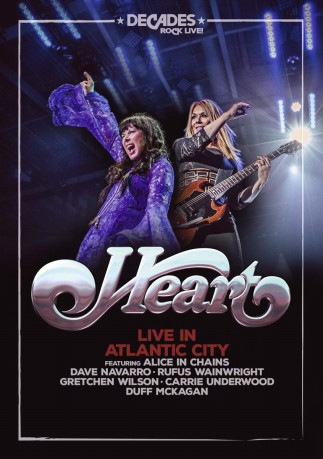 DECADES
ROCK LIVE!
Heart
LIVE IN
ATLANTIC CITY
FEATURING ALICE IN CHAINS
DAVE NAVARRO · RUFUS WAINWRIGHT
GRETCHEN WILSON · CARRIE UNDERWOOD
DUFF MCKAGAN